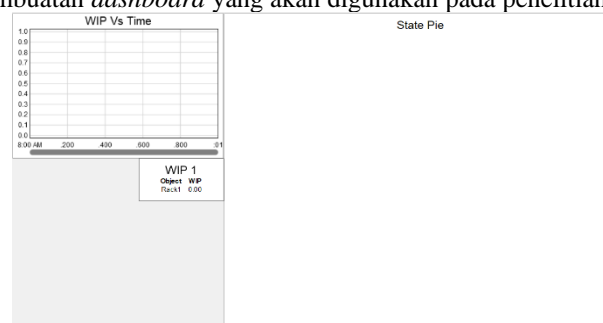 mbuatan dashboard yang akan digunakan pada penelitian
WIP Vs Time
State Pie
1.0
0.9
0.8
0.7
0.6
0.5
0.4
0.3
0.2
0.1
0.0
8:00 AM .200 .400 .600 .800 :01
WIP 1
Object WIP
Rack1 0.00